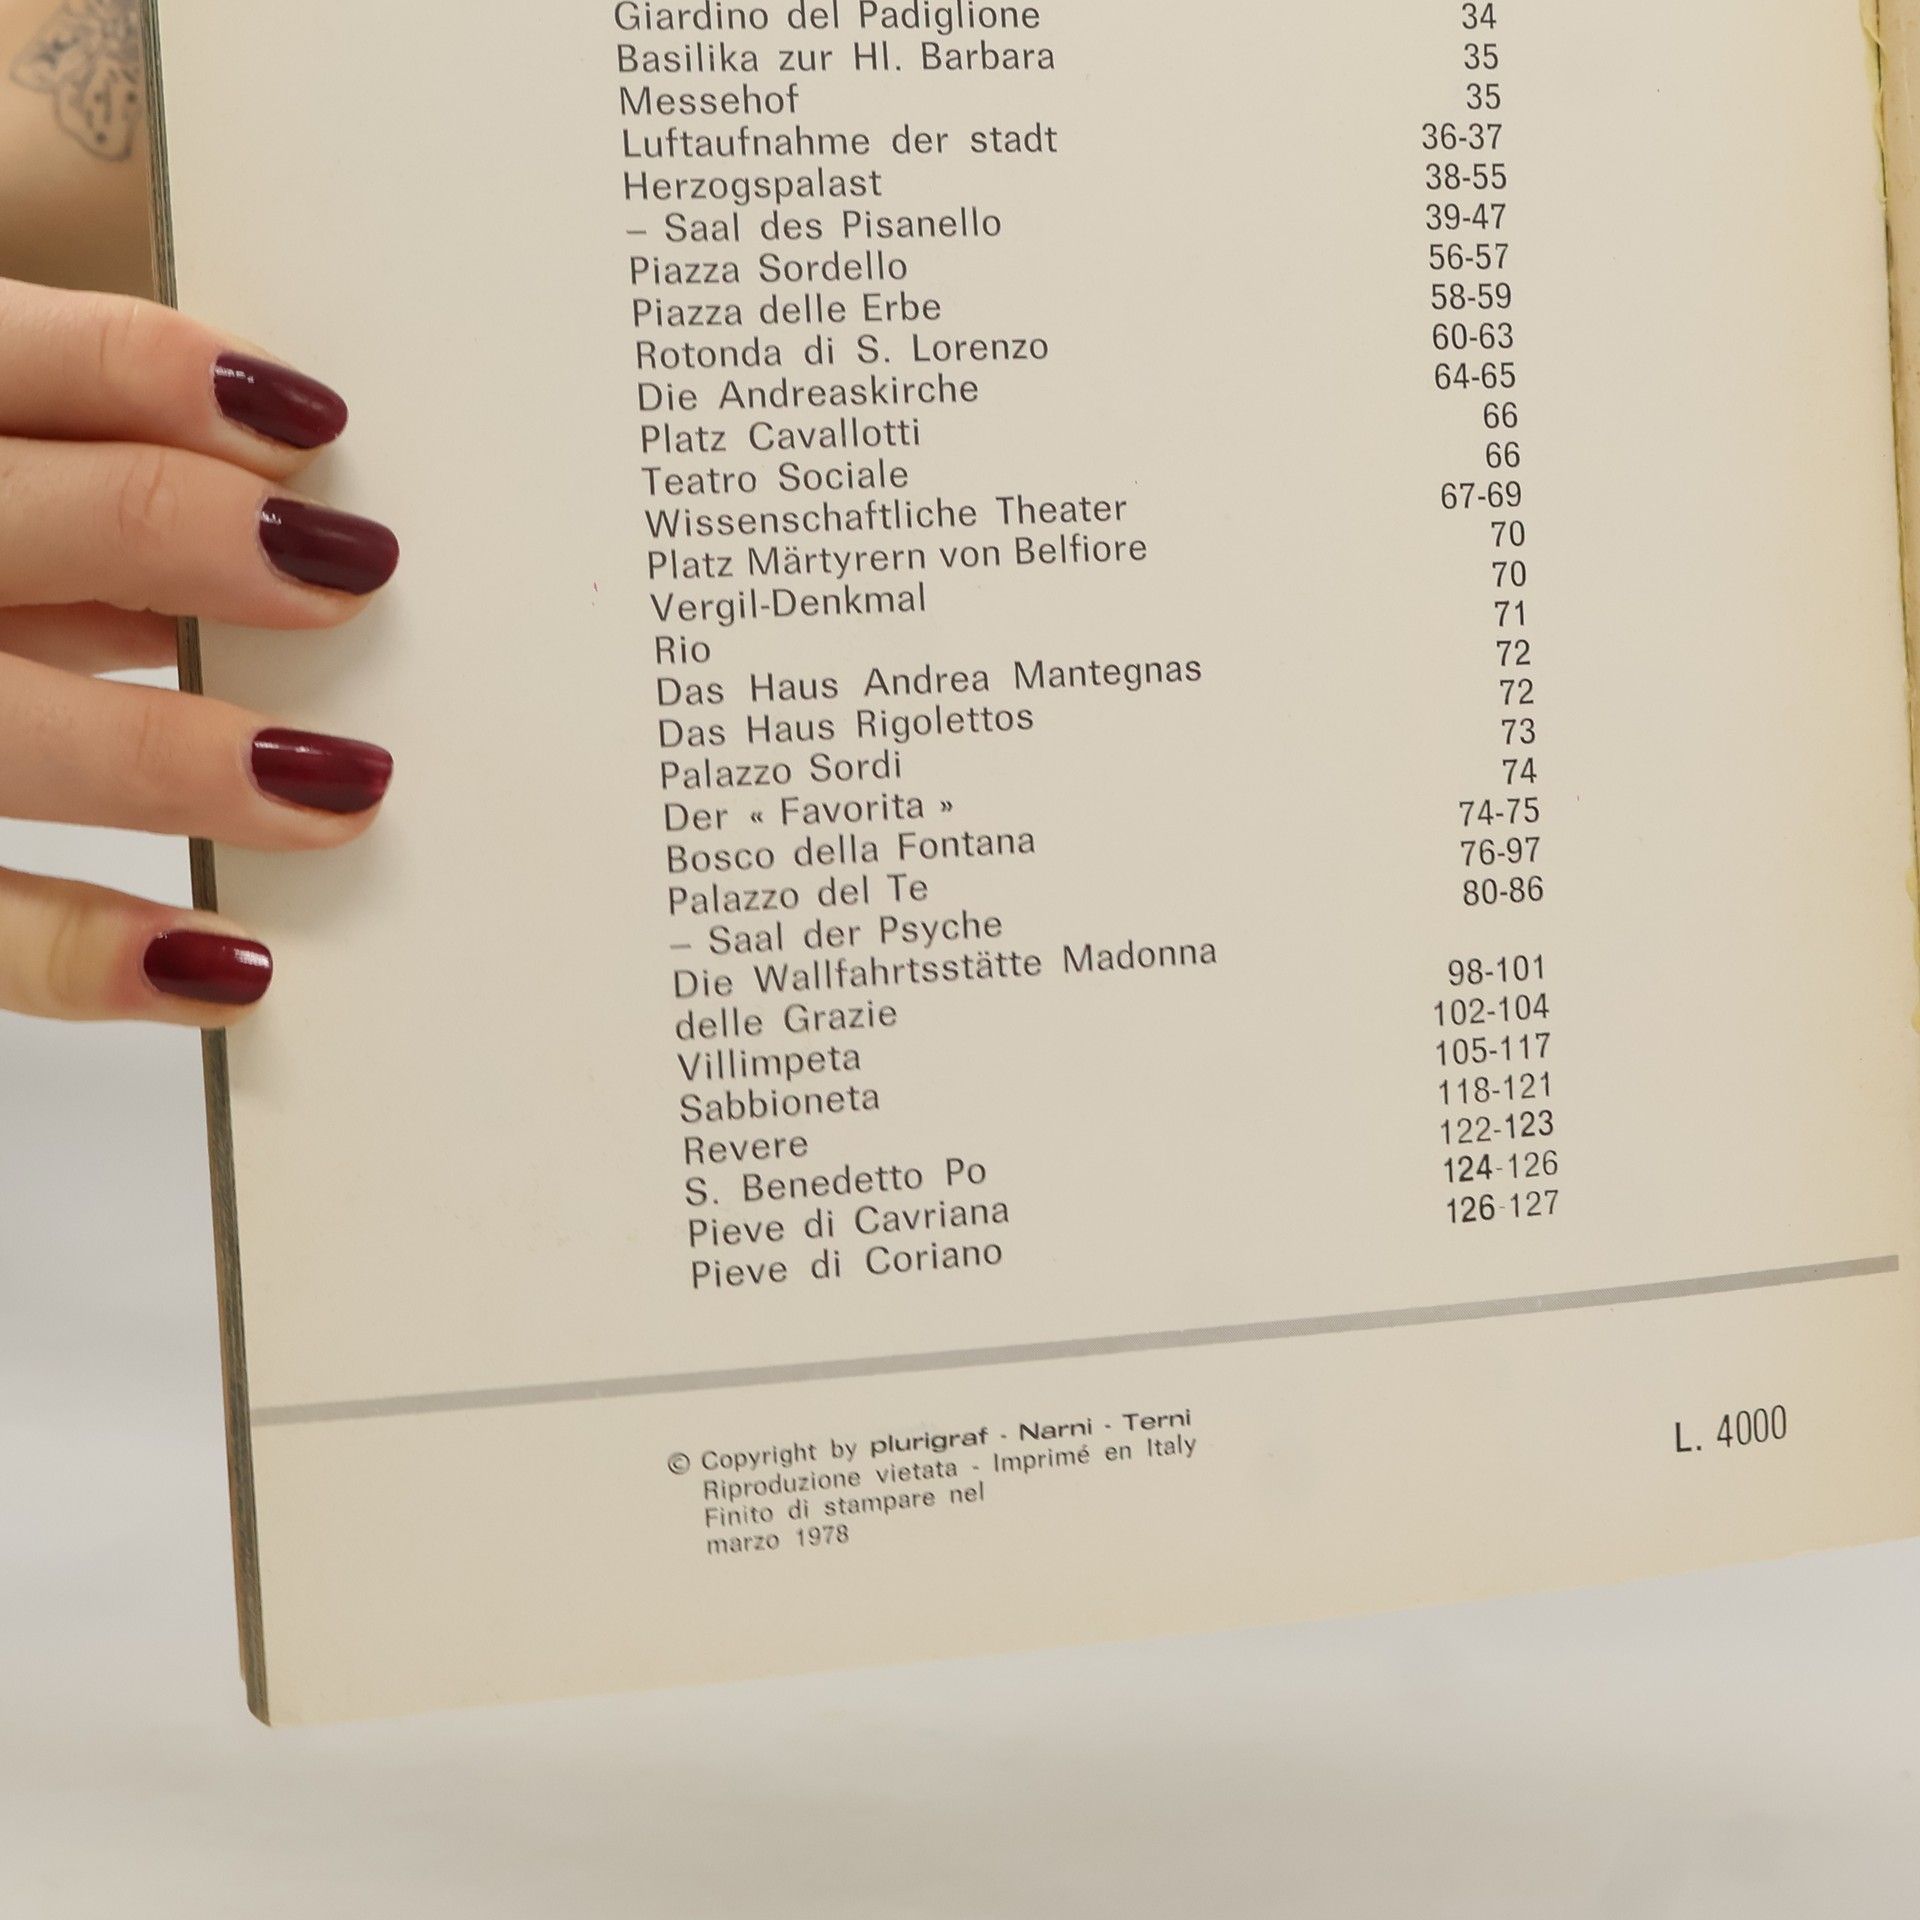 Giardino del Padiglione 34
Basilika zur Hl. Barbara 35
Messehof 35
Luftaufnahme der stadt 36-37
Herzogspalast 38-55
– Saal des Pisanello 39-47
Piazza Sordello 56-57
Piazza delle Erbe 58-59
Rotonda di S. Lorenzo 60-63
Die Andreaskirche 64-65
Platz Cavallotti 66
Teatro Sociale 66
Wissenschaftliche Theater 67-69
Platz Märtyrern von Belfiore 70
Vergil-Denkmal 70
Rio 71
Das Haus Andrea Mantegnas 72
Das Haus Rigolettos 72
Palazzo Sordi 73
Der « Favorita » 74
Bosco della Fontana 74-75
Palazzo del Te 76-97
– Saal der Psyche 80-86
Die Wallfahrtsstätte Madonna
delle Grazie 98-101
Villimpeta 102-104
Sabbioneta 105-117
Revere 118-121
S. Benedetto Po 122-123
Pieve di Cavriana 124-126
Pieve di Coriano 126-127
© Copyright by plurigraf - Narni - Terni
Riproduzione vietata - Imprimé en Italy
Finito di stampare nel
marzo 1978
L. 4000